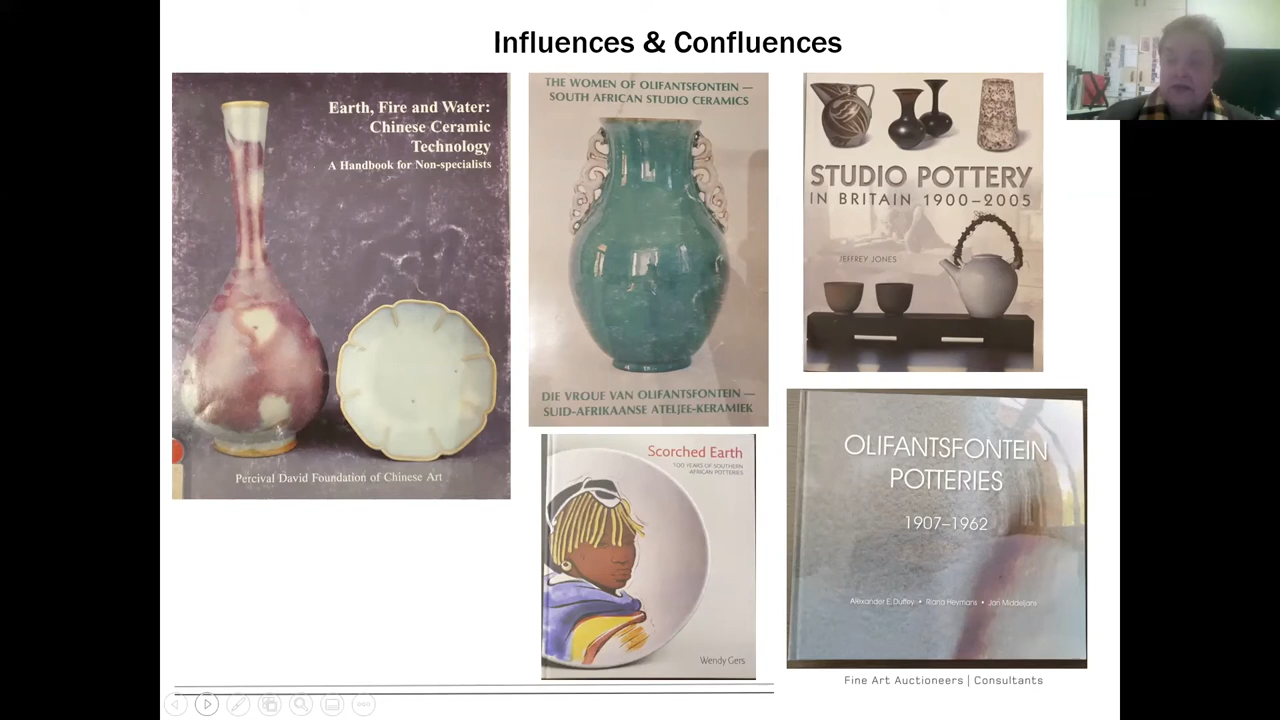 Influences & Confluences
Earth, Fire and Water:
Chinese Ceramic
Technology
A Handbook for Non-specialists
Percival David Foundation of Chinese Art
THE WOMEN OF OLIFANTSFONTEIN —
SOUTH AFRICAN STUDIO CERAMICS
DIE VROUE VAN OLIFANTSFONTEIN —
SUID-AFRIKAANSE ATELJEE-KERAMIEK
STUDIO POTTERY
IN BRITAIN 1900–2005
JEFFREY JONES
Scorched Earth
100 YEARS OF SOUTHERN
AFRICAN POTTERIES
Wendy Gers
OLIFANTSFONTEIN
POTTERIES
1907–1962
Alexander E. Duffey • Riana Heymans • Jan Middeljans
Fine Art Auctioneers | Consultants